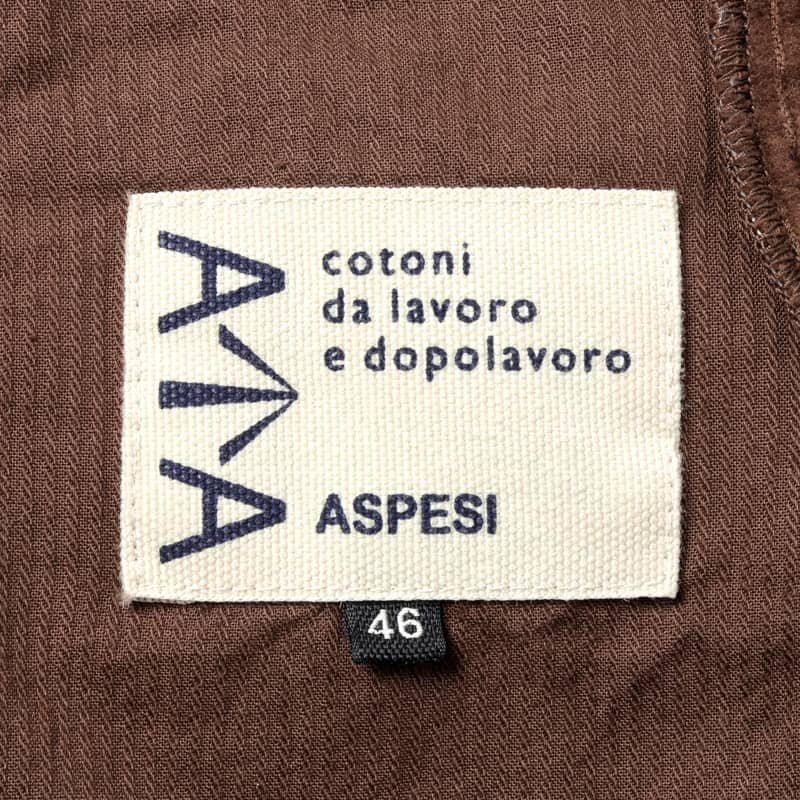 A↑A
cotoni
da lavoro
e dopolavoro
ASPESI
46